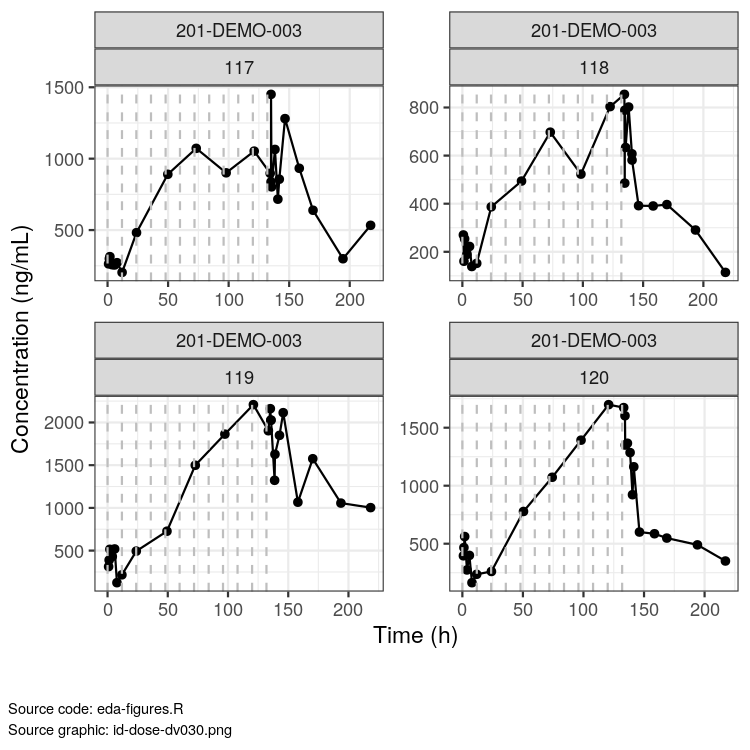 201-DEMO-003 201-DEMO-003
117 118
1500
1000
500
800
600
400
200
0 50 100 150 200 0 50 100 150 200
201-DEMO-003 201-DEMO-003
119 120
2000
1500
1000
500
1500
1000
500
0 50 100 150 200 0 50 100 150 200
Concentration (ng/mL)
Time (h)
Source code: eda-figures.R
Source graphic: id-dose-dv030.png